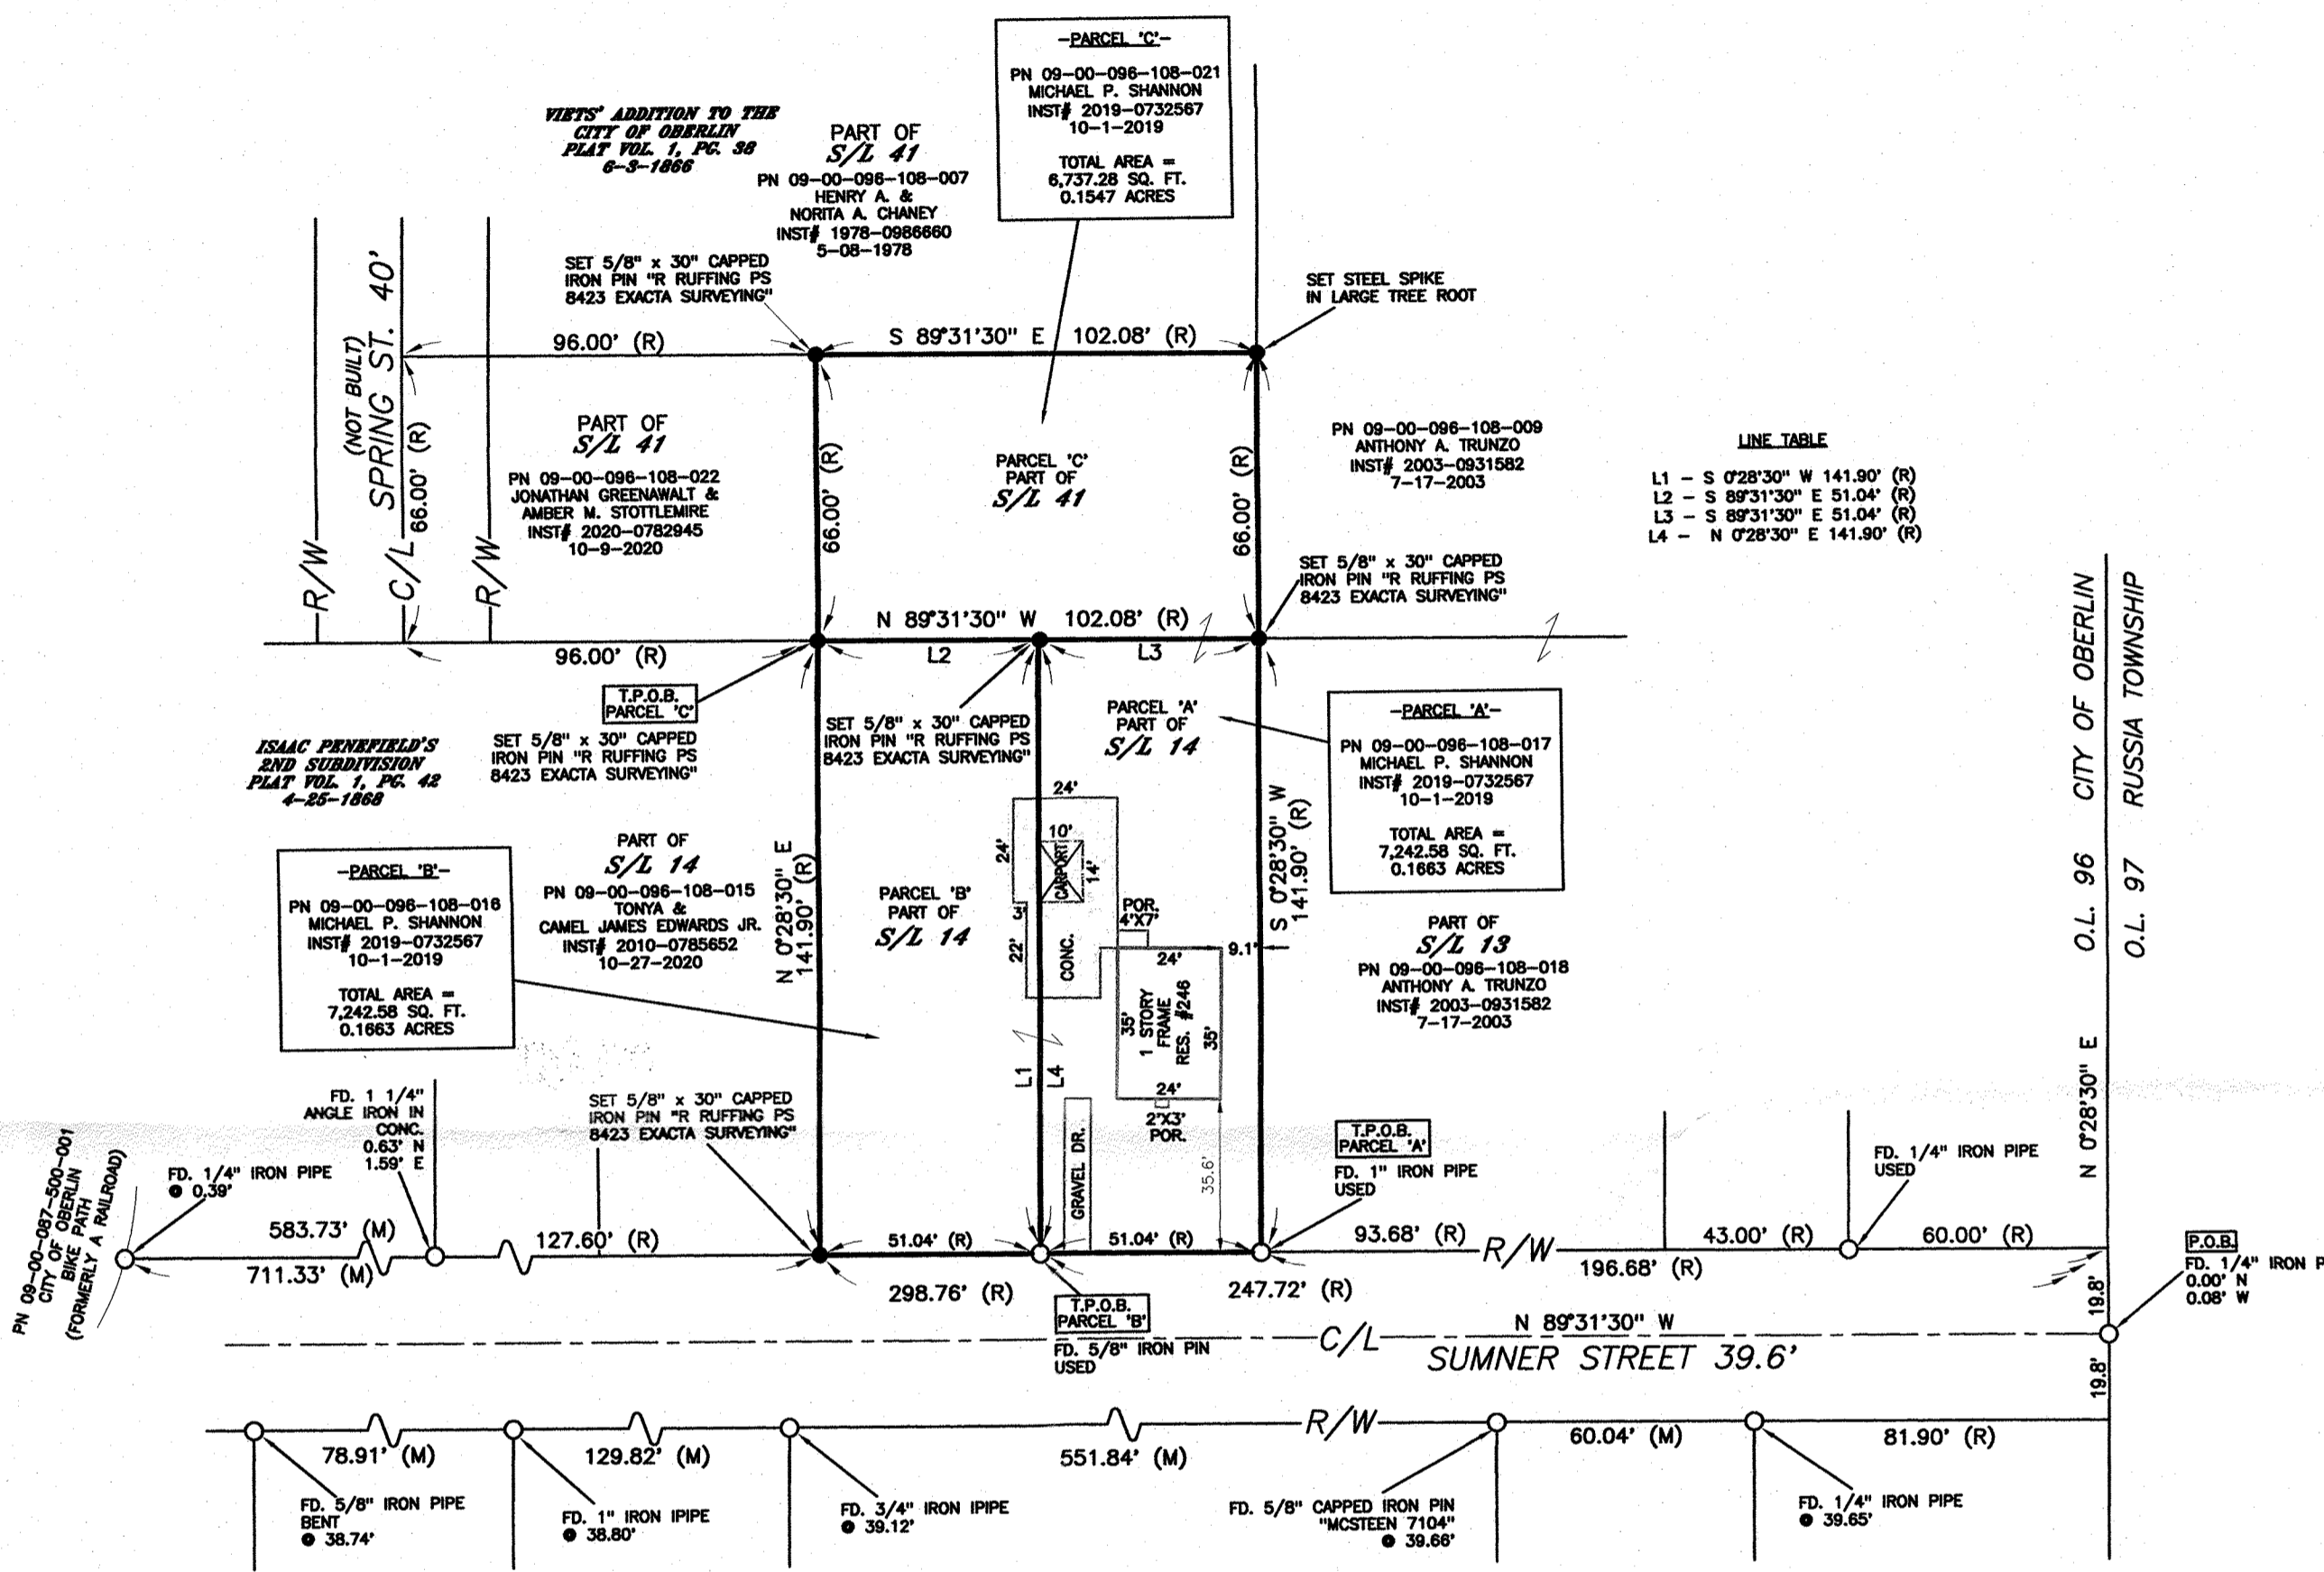 -PARCEL 'C'-
PN 09-00-096-108-021
MICHAEL P. SHANNON
INST# 2019-0732567
10-1-2019
TOTAL AREA =
6,737.28 SQ. FT.
0.1547 ACRES
VIETS' ADDITION TO THE
CITY OF OBERLIN
PLAT VOL. 1, PG. 38
6-3-1866
PART OF
S/L 41
PN 09-00-096-108-007
HENRY A. &
NORITA A. CHANEY
INST# 1978-0986660
5-08-1978
SET 5/8" x 30" CAPPED
IRON PIN "R RUFFING PS
8423 EXACTA SURVEYING"
SET STEEL SPIKE
IN LARGE TREE ROOT
(NOT BUILT)
SPRING ST. 40'
R/W
C/L
R/W
66.00' (R)
96.00' (R)
S 89°31'30" E 102.08' (R)
PART OF
S/L 41
PN 09-00-096-108-022
JONATHAN GREENAWALT &
AMBER M. STOTTLEMIRE
INST# 2020-0782945
10-9-2020
66.00' (R)
PARCEL 'C'
PART OF
S/L 41
66.00' (R)
PN 09-00-096-108-009
ANTHONY A. TRUNZO
INST# 2003-0931582
7-17-2003
LINE TABLE
L1 - S 0°28'30" W 141.90' (R)
L2 - S 89°31'30" E 51.04' (R)
L3 - S 89°31'30" E 51.04' (R)
L4 - N 0°28'30" E 141.90' (R)
SET 5/8" x 30" CAPPED
IRON PIN "R RUFFING PS
8423 EXACTA SURVEYING"
N 89°31'30" W 102.08' (R)
96.00' (R)
L2
L3
T.P.O.B.
PARCEL 'C'
SET 5/8" x 30" CAPPED
IRON PIN "R RUFFING PS
8423 EXACTA SURVEYING"
SET 5/8" x 30" CAPPED
IRON PIN "R RUFFING PS
8423 EXACTA SURVEYING"
PARCEL 'A'
PART OF
S/L 14
-PARCEL 'A'-
PN 09-00-096-108-017
MICHAEL P. SHANNON
INST# 2019-0732567
10-1-2019
TOTAL AREA =
7,242.58 SQ. FT.
0.1663 ACRES
CITY OF OBERLIN
O.L. 96
RUSSIA TOWNSHIP
O.L. 97
N 0°28'30" E
ISAAC PENEFIELD'S
2ND SUBDIVISION
PLAT VOL. 1, PG. 42
4-25-1868
-PARCEL 'B'-
PN 09-00-096-108-016
MICHAEL P. SHANNON
INST# 2019-0732567
10-1-2019
TOTAL AREA =
7,242.58 SQ. FT.
0.1663 ACRES
PART OF
S/L 14
PN 09-00-096-108-015
TONYA &
CAMEL JAMES EDWARDS JR.
INST# 2010-0785652
10-27-2020
N 0°28'30" E
141.90' (R)
PARCEL 'B'
PART OF
S/L 14
24'
24'
10'
CARPORT
14'
3'
22'
CONC.
POR.
4'X7'
24'
9.1'
35'
1 STORY
FRAME
RES. #246
35'
24'
2'X3'
POR.
35.6'
S 0°28'30" W
141.90' (R)
PART OF
S/L 13
PN 09-00-096-108-018
ANTHONY A. TRUNZO
INST# 2003-0931582
7-17-2003
L1
L4
GRAVEL DR.
FD. 1 1/4"
ANGLE IRON IN
CONC.
0.63' N
1.59' E
SET 5/8" x 30" CAPPED
IRON PIN "R RUFFING PS
8423 EXACTA SURVEYING"
T.P.O.B.
PARCEL 'A'
FD. 1" IRON PIPE
USED
FD. 1/4" IRON PIPE
USED
PN 09-00-087-500-001
CITY OF OBERLIN
BIKE PATH
(FORMERLY A RAILROAD)
FD. 1/4" IRON PIPE
@ 0.39'
583.73' (M)
711.33' (M)
127.60' (R)
51.04' (R)
51.04' (R)
93.68' (R)
R/W
43.00' (R)
60.00' (R)
298.76' (R)
247.72' (R)
196.68' (R)
19.8'
P.O.B.
FD. 1/4" IRON P
0.00' N
0.08' W
T.P.O.B.
PARCEL 'B'
FD. 5/8" IRON PIN
USED
C/L
N 89°31'30" W
SUMNER STREET 39.6'
19.8'
R/W
78.91' (M)
129.82' (M)
551.84' (M)
60.04' (M)
81.90' (R)
FD. 5/8" IRON PIPE
BENT
@ 38.74'
FD. 1" IRON IPIPE
@ 38.80'
FD. 3/4" IRON IPIPE
@ 39.12'
FD. 5/8" CAPPED IRON PIN
"MCSTEEN 7104"
@ 39.66'
FD. 1/4" IRON PIPE
@ 39.65'